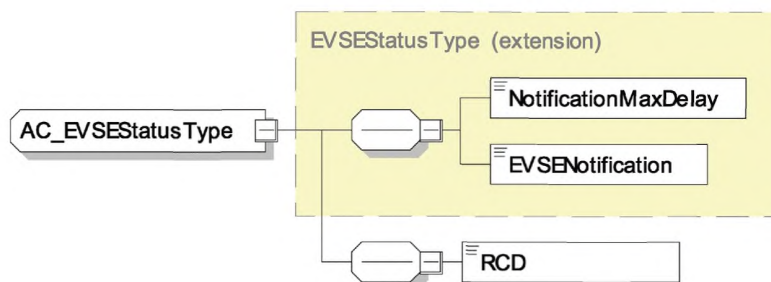 EVSEStatusType (extension)
NotificationMaxDelay
AC_EVSEStatusType
EVSENotification
RCD